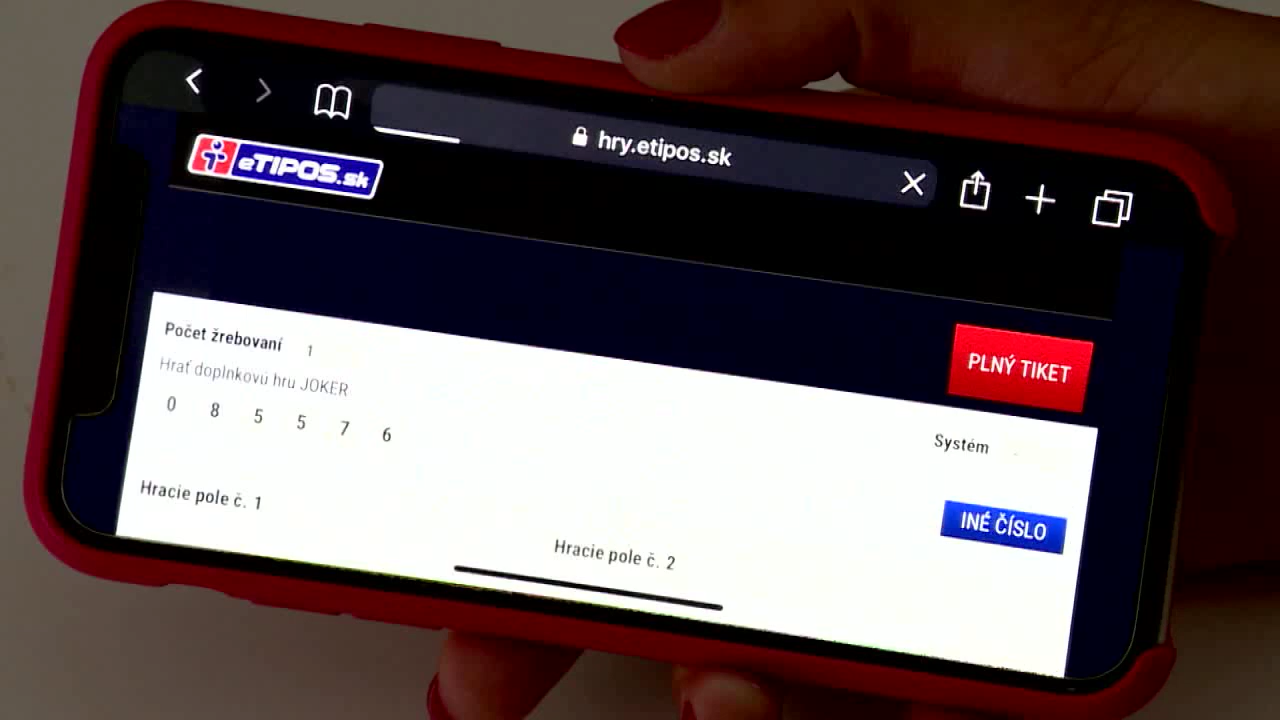 hry.etipos.sk
eTIPOS.sk
PLNÝ TIKET
Počet žrebovaní 1
Hrať doplnkovú hru JOKER
0 8 5 5 7 6
Systém
INÉ ČÍSLO
Hracie pole č. 1
Hracie pole č. 2